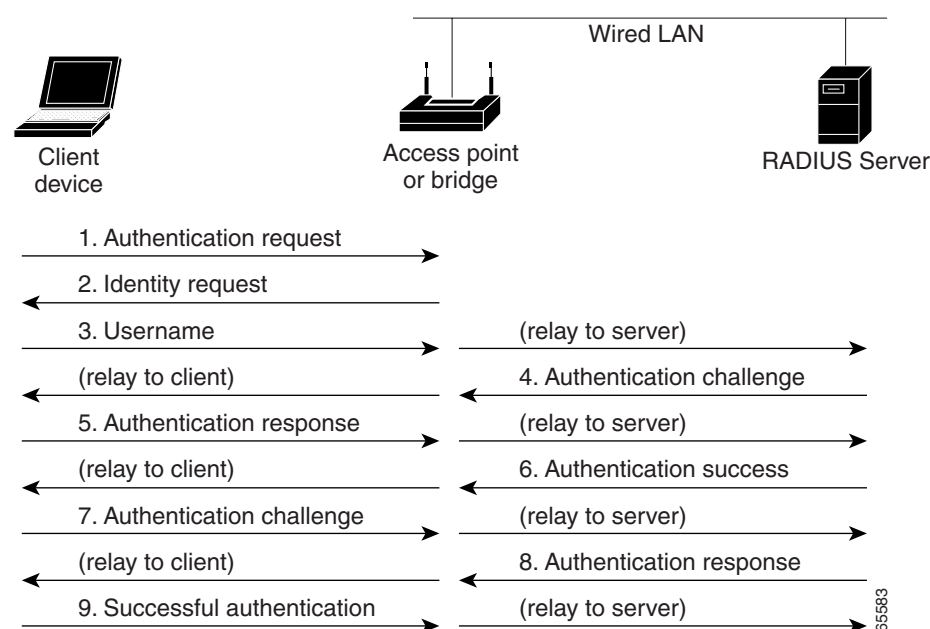 Wired LAN
Client
device
Access point
or bridge
RADIUS Server
1. Authentication request
2. Identity request
3. Username
(relay to server)
(relay to client)
4. Authentication challenge
5. Authentication response
(relay to server)
(relay to client)
6. Authentication success
7. Authentication challenge
(relay to server)
(relay to client)
8. Authentication response
9. Successful authentication
(relay to server)
65583